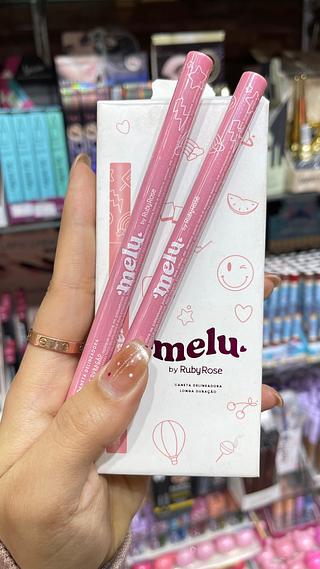 melu.
by RubyRose
melu.
by RubyRose
melu.
by RubyRose
CANETA DELINEADORA
LONGA DURAÇÃO